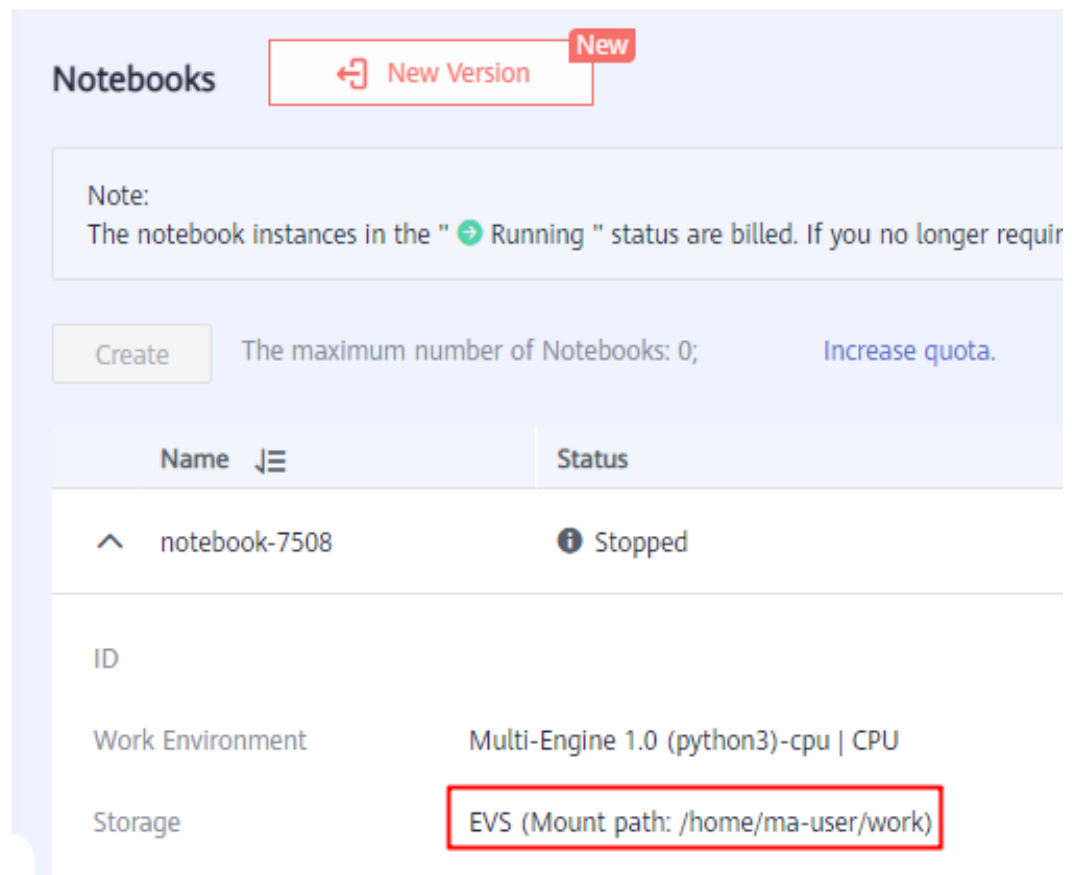 Notebooks
New Version
New
Note:
The notebook instances in the " Running " status are billed. If you no longer requir
Create
The maximum number of Notebooks: 0;
Increase quota.
Name
Status
notebook-7508
Stopped
ID
Work Environment
Multi-Engine 1.0 (python3)-cpu | CPU
Storage
EVS (Mount path: /home/ma-user/work)